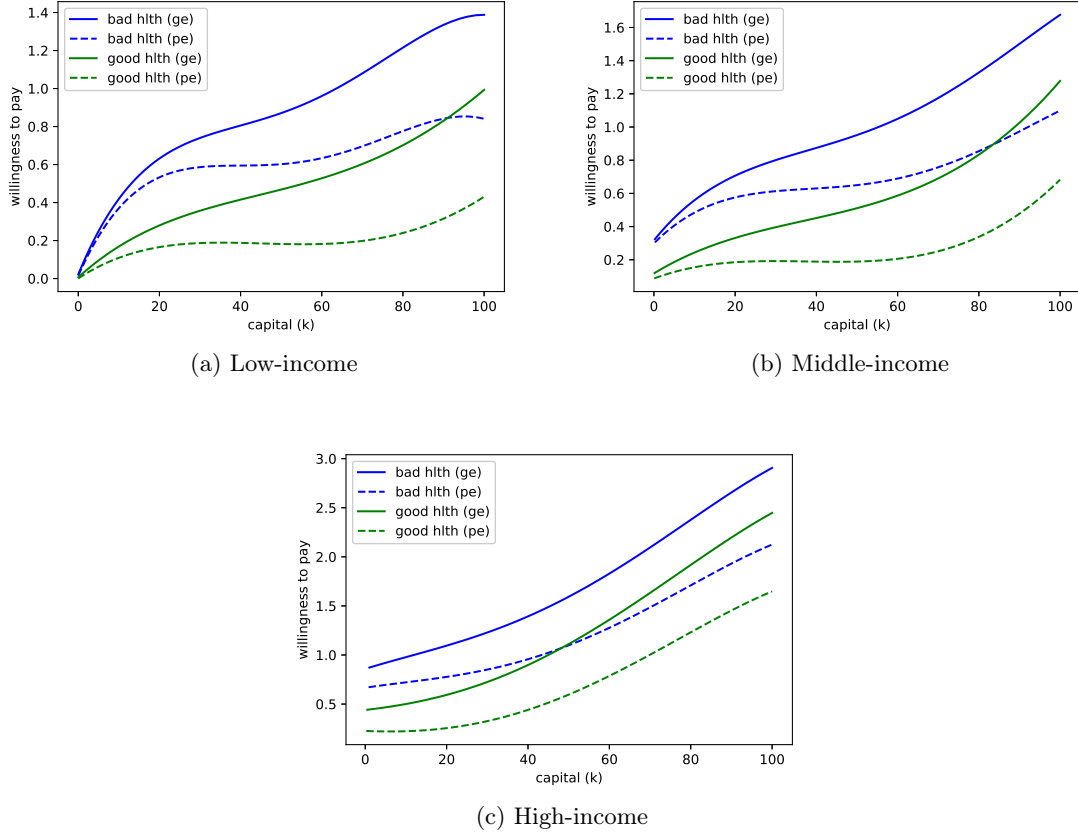 willingness to pay
1.4
1.2
1.0
0.8
0.6
0.4
0.2
0.0
bad hlth (ge)
bad hlth (pe)
good hlth (ge)
good hlth (pe)
0 20 40 60 80 100
capital (k)
(a) Low-income
willingness to pay
1.6
1.4
1.2
1.0
0.8
0.6
0.4
0.2
bad hlth (ge)
bad hlth (pe)
good hlth (ge)
good hlth (pe)
0 20 40 60 80 100
capital (k)
(b) Middle-income
willingness to pay
3.0
2.5
2.0
1.5
1.0
0.5
bad hlth (ge)
bad hlth (pe)
good hlth (ge)
good hlth (pe)
0 20 40 60 80 100
capital (k)
(c) High-income